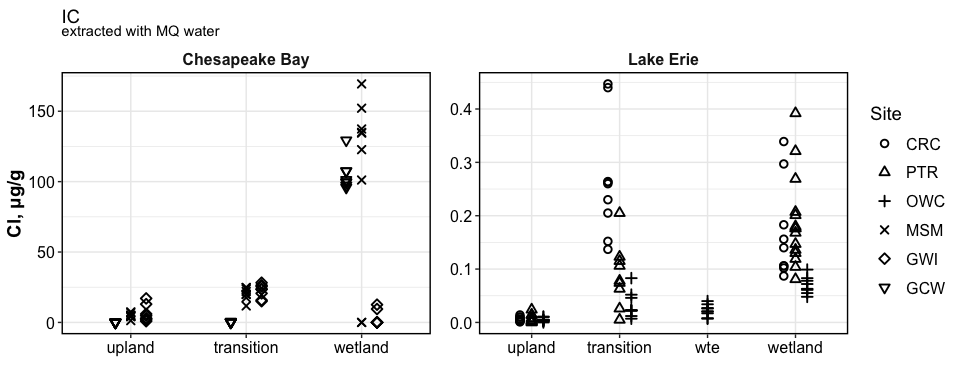 IC
extracted with MQ water
Chesapeake Bay
Lake Erie
Cl, µg/g
150
100
50
0
upland
transition
wetland
0.4
0.3
0.2
0.1
0.0
upland
transition
wte
wetland
Site
CRC
PTR
OWC
MSM
GWI
GCW